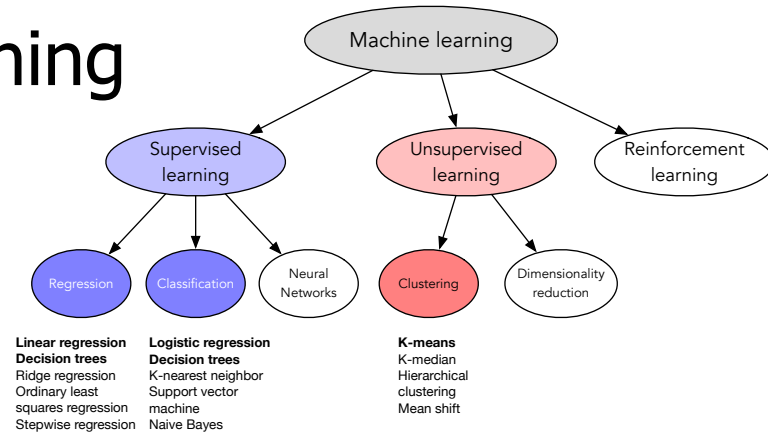 ning
Machine learning
Supervised
learning
Unsupervised
learning
Reinforcement
learning
Regression
Classification
Neural
Networks
Clustering
Dimensionality
reduction
Linear regression
Decision trees
Ridge regression
Ordinary least
squares regression
Stepwise regression
Logistic regression
Decision trees
K-nearest neighbor
Support vector
machine
Naive Bayes
K-means
K-median
Hierarchical
clustering
Mean shift